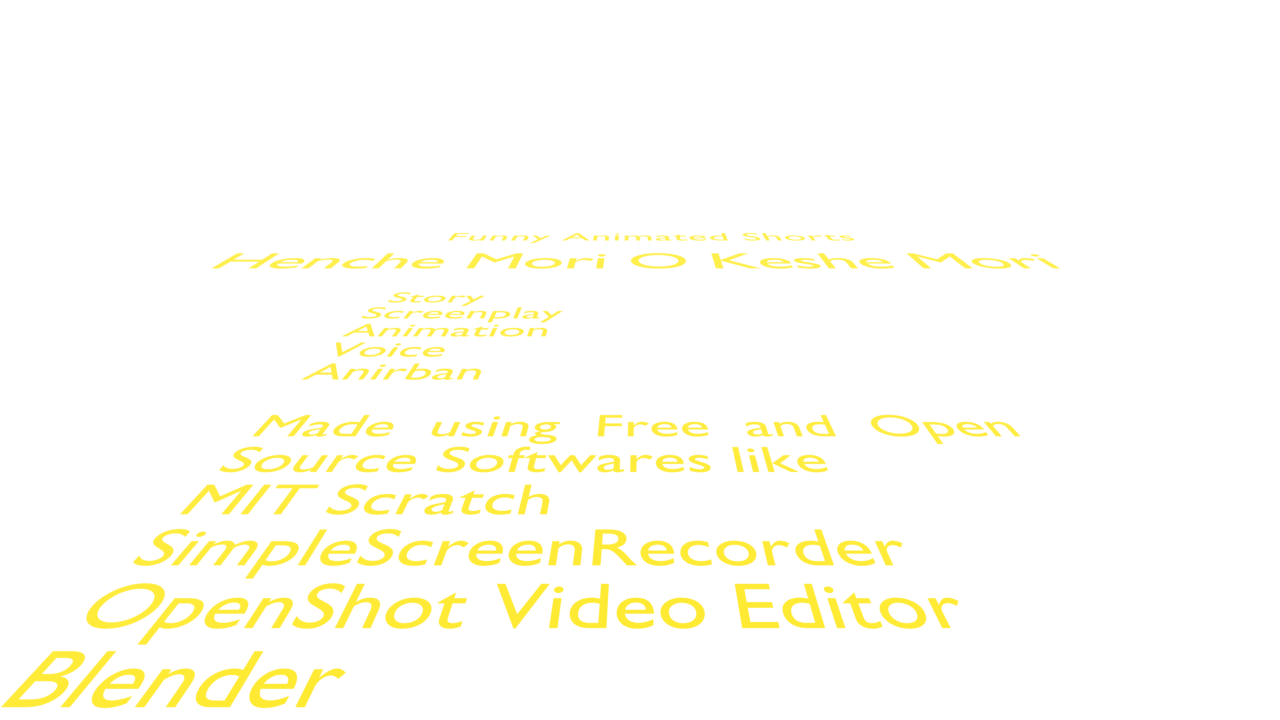 Funny Animated Shorts
Henche Mori O Keshe Mori
Story
Screenplay
Animation
Voice
Anirban
Made using Free and Open
Source Softwares like
MIT Scratch
SimpleScreenRecorder
OpenShot Video Editor
Blender